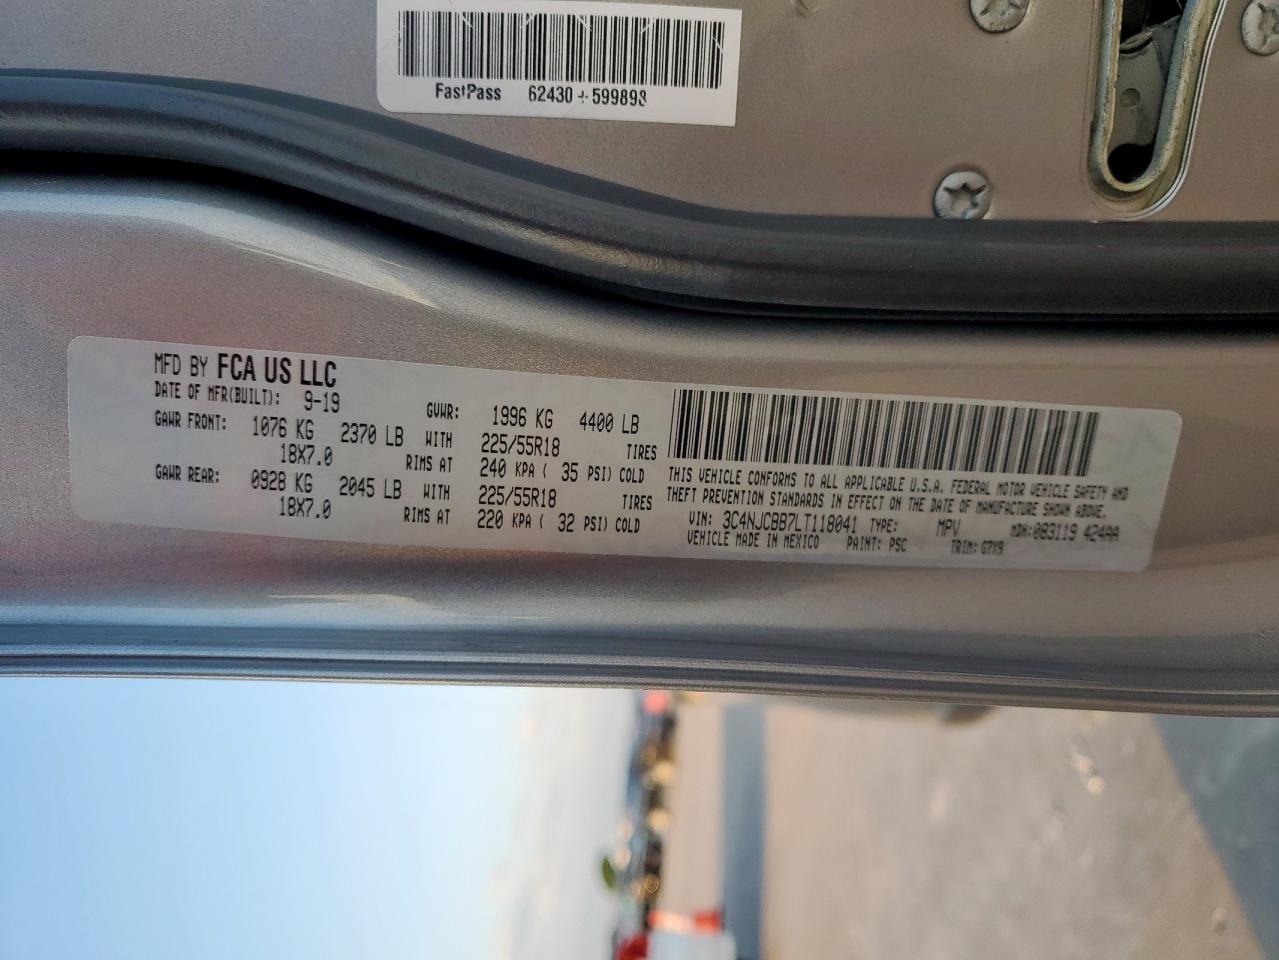 FastPass 62430 + 599893
MFD BY FCA US LLC
DATE OF MFR(BUILT): 9-19 GVWR: 1996 KG 4400 LB
GAWR FRONT: 1076 KG 2370 LB WITH 225/55R18 TIRES
18X7.0 RIMS AT 240 KPA ( 35 PSI) COLD
GAWR REAR: 0928 KG 2045 LB WITH 225/55R18 TIRES
18X7.0 RIMS AT 220 KPA ( 32 PSI) COLD
THIS VEHICLE CONFORMS TO ALL APPLICABLE U.S.A. FEDERAL MOTOR VEHICLE SAFETY AND
THEFT PREVENTION STANDARDS IN EFFECT ON THE DATE OF MANUFACTURE SHOWN ABOVE.
VIN: 3C4NJCBB7LT118041 TYPE: MPV MDH:083119 424AA
VEHICLE MADE IN MEXICO PAINT: PSC TRIM: G7X9